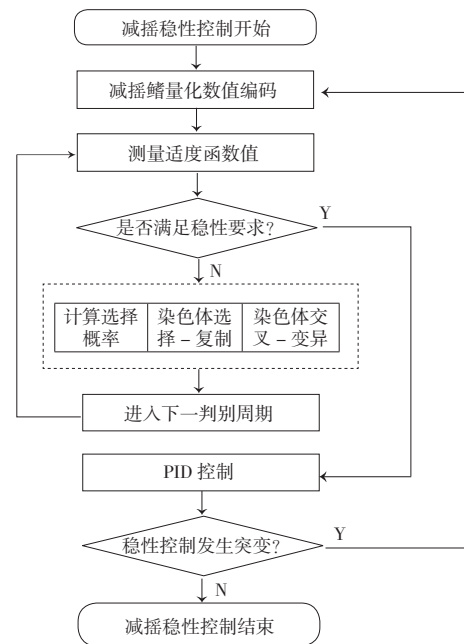 减摇稳性控制开始
减摇鳍量化数值编码
测量适度函数值
是否满足稳性要求?
Y
N
计算选择
概率
染色体选
择－复制
染色体交
叉－变异
进入下一判别周期
PID 控制
稳性控制发生突变?
Y
N
减摇稳性控制结束